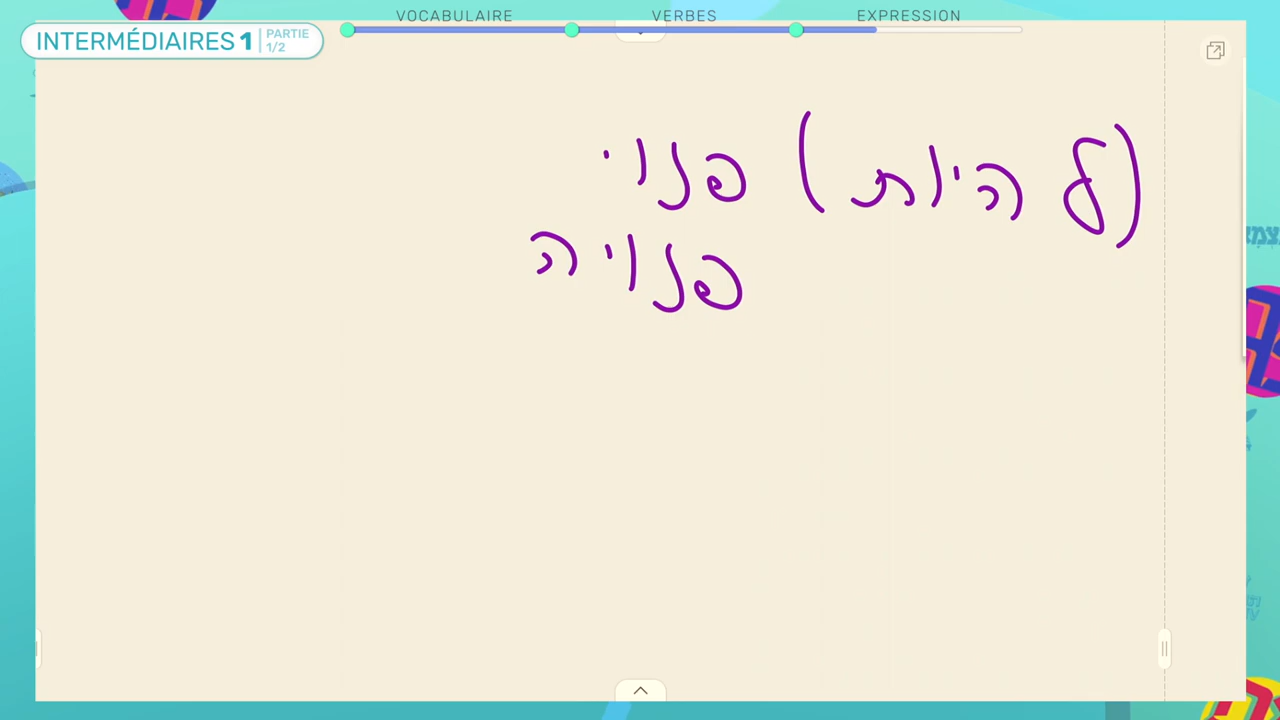 VOCABULAIRE VERBES EXPRESSION
INTERMÉDIAIRES 1 PARTIE 1/2
(להיות) פנוי
פנויה